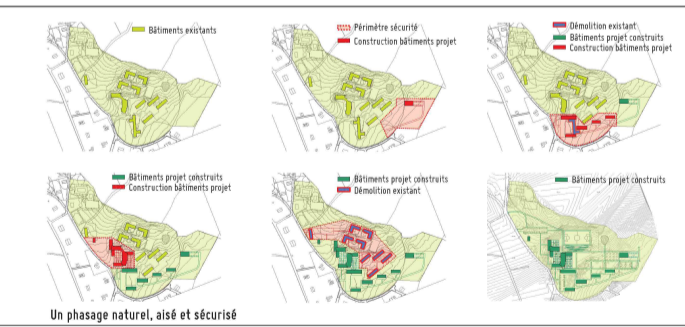 Bâtiments existants
Périmètre sécurité
Construction bâtiments projet
Démolition existant
Bâtiments projet construits
Construction bâtiments projet
Bâtiments projet construits
Construction bâtiments projet
Bâtiments projet construits
Démolition existant
Bâtiments projet construits
Un phasage naturel, aisé et sécurisé